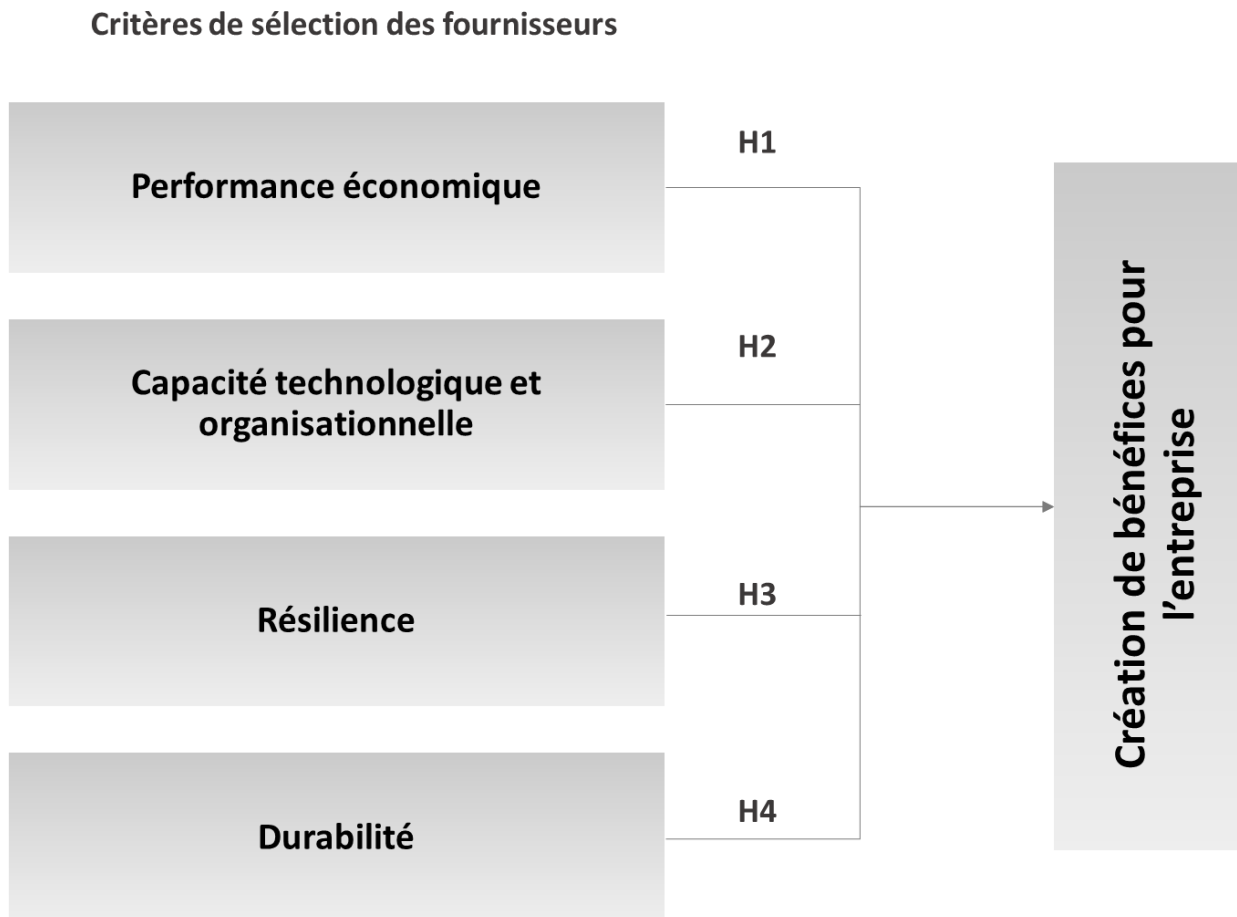 Critères de sélection des fournisseurs
Performance économique
H1
Capacité technologique et
organisationnelle
H2
Résilience
H3
Durabilité
H4
Création de bénéfices pour
l’entreprise